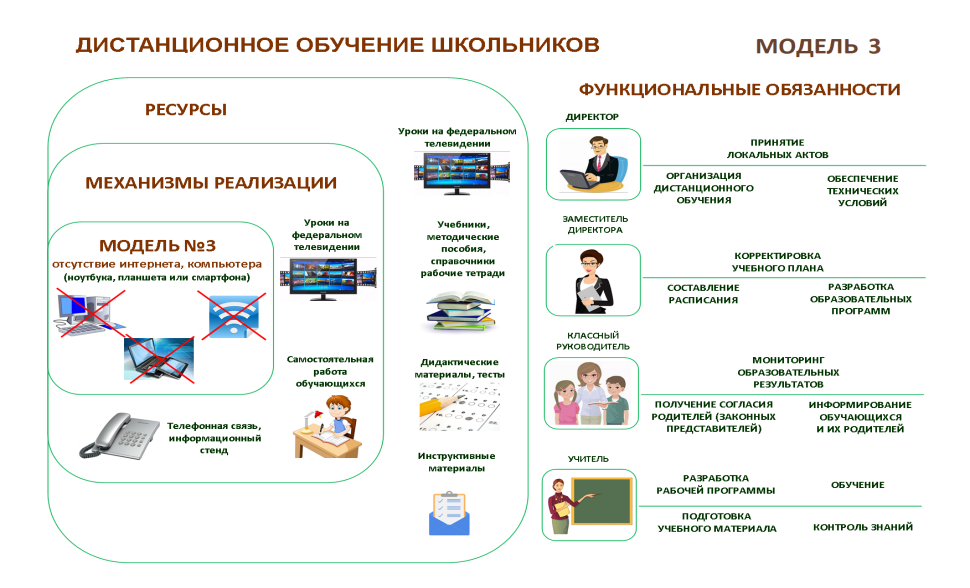 ДИСТАНЦИОННОЕ ОБУЧЕНИЕ ШКОЛЬНИКОВ
МОДЕЛЬ 3
РЕСУРСЫ
МЕХАНИЗМЫ РЕАЛИЗАЦИИ
МОДЕЛЬ №3
отсутствие интернета, компьютера
(ноутбука, планшета или смартфона)
Телефонная связь,
информационный
стенд
Уроки на
федеральном
телевидении
Самостоятельная
работа
обучающихся
Уроки на федеральном
телевидении
Учебники,
методические
пособия,
справочники
рабочие тетради
Дидактические
материалы, тесты
Инструктивные
материалы
ФУНКЦИОНАЛЬНЫЕ ОБЯЗАННОСТИ
ДИРЕКТОР
ПРИНЯТИЕ
ЛОКАЛЬНЫХ АКТОВ
ОРГАНИЗАЦИЯ
ДИСТАНЦИОННОГО
ОБУЧЕНИЯ
ОБЕСПЕЧЕНИЕ
ТЕХНИЧЕСКИХ
УСЛОВИЙ
ЗАМЕСТИТЕЛЬ
ДИРЕКТОРА
КОРРЕКТИРОВКА
УЧЕБНОГО ПЛАНА
СОСТАВЛЕНИЕ
РАСПИСАНИЯ
РАЗРАБОТКА
ОБРАЗОВАТЕЛЬНЫХ
ПРОГРАММ
КЛАССНЫЙ
РУКОВОДИТЕЛЬ
МОНИТОРИНГ
ОБРАЗОВАТЕЛЬНЫХ
РЕЗУЛЬТАТОВ
ПОЛУЧЕНИЕ СОГЛАСИЯ
РОДИТЕЛЕЙ (ЗАКОННЫХ
ПРЕДСТАВИТЕЛЕЙ)
ИНФОРМИРОВАНИЕ
ОБУЧАЮЩИХСЯ
И ИХ РОДИТЕЛЕЙ
УЧИТЕЛЬ
РАЗРАБОТКА
РАБОЧЕЙ ПРОГРАММЫ
ОБУЧЕНИЕ
ПОДГОТОВКА
УЧЕБНОГО МАТЕРИАЛА
КОНТРОЛЬ ЗНАНИЙ